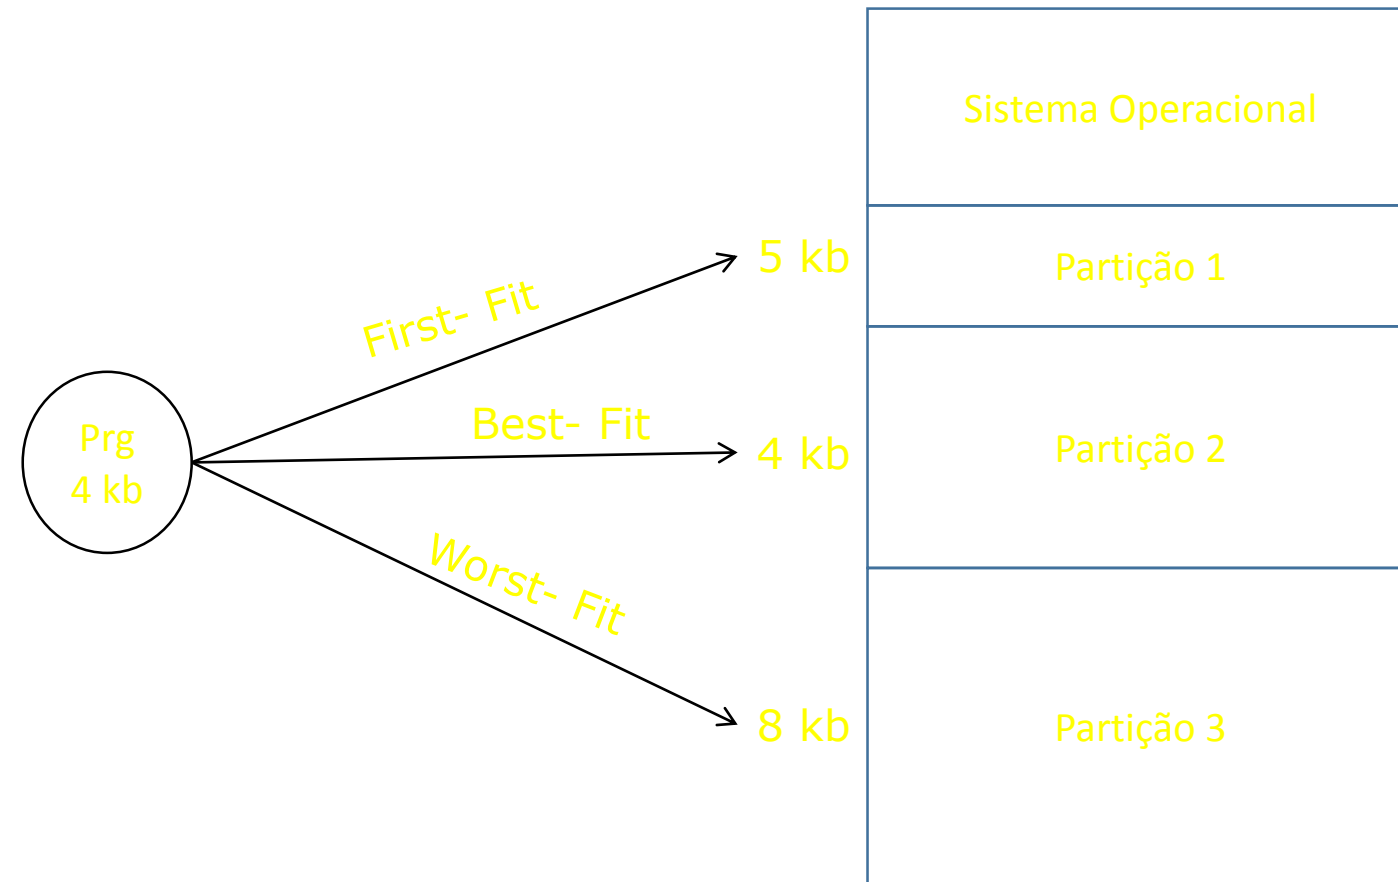 Sistema Operacional
5 kb
Partição 1
First- Fit
Best- Fit
Prg
4 kb
4 kb
Partição 2
Worst- Fit
8 kb
Partição 3